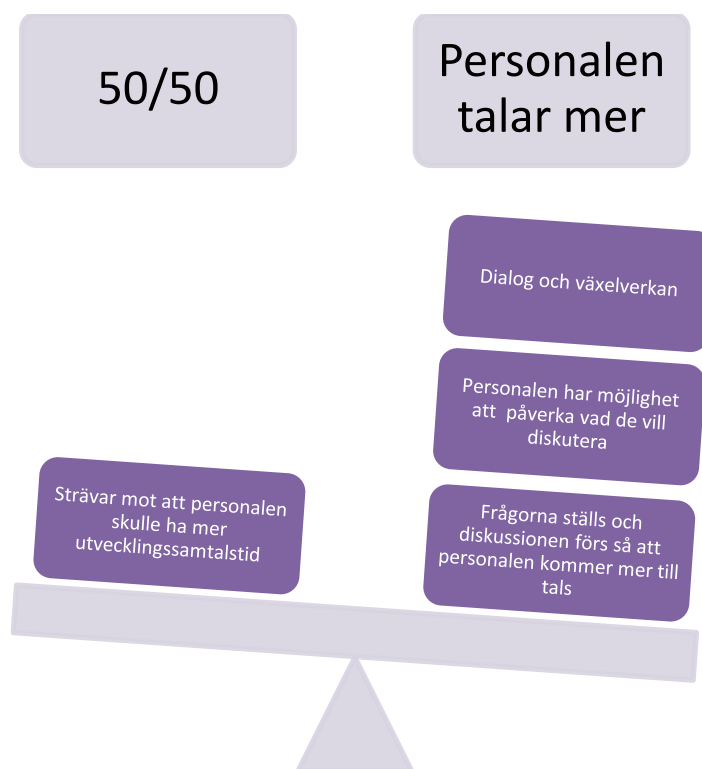 50/50
Personalen
talar mer
Dialog och växelverkan
Personalen har möjlighet
att  påverka vad de vill
diskutera
Strävar mot att personalen
skulle ha mer
utvecklingssamtalstid
Frågorna ställs och
diskussionen förs så att
personalen kommer mer till
tals